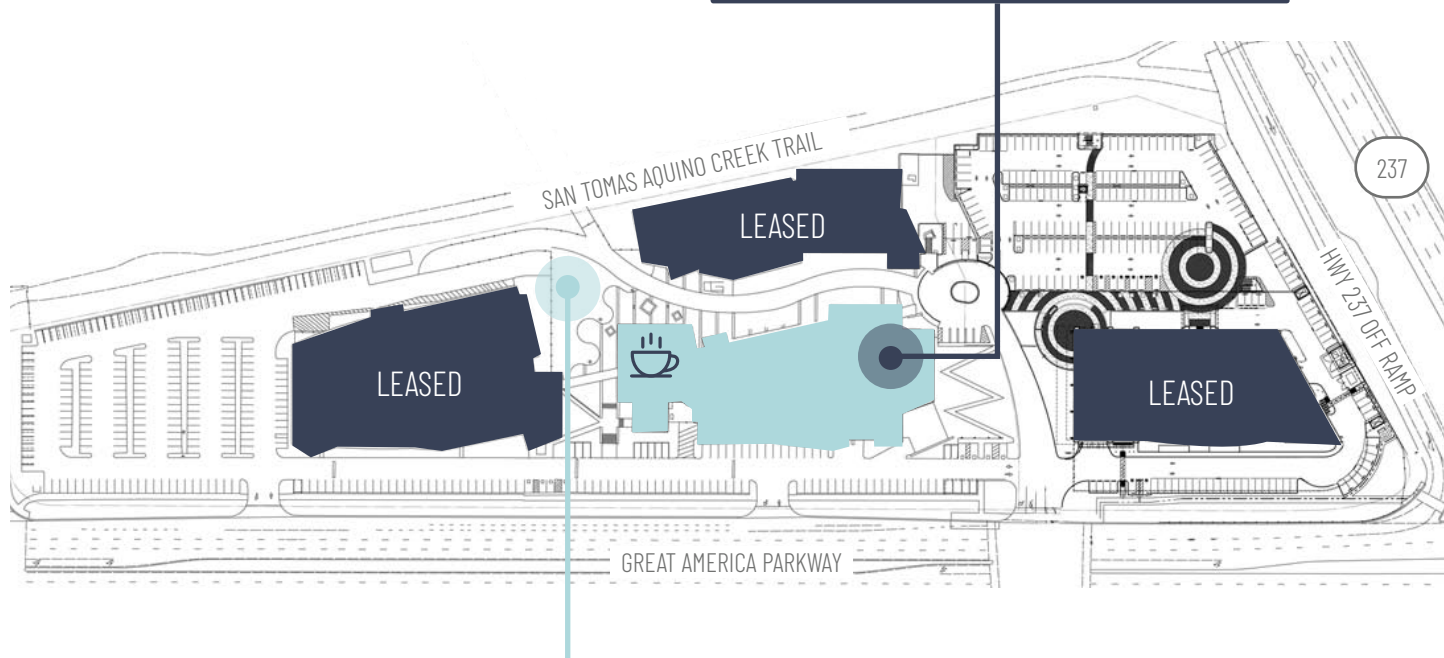 SAN TOMAS AQUINO CREEK TRAIL
237
LEASED
HWY 237 OFF RAMP
LEASED
LEASED
GREAT AMERICA PARKWAY